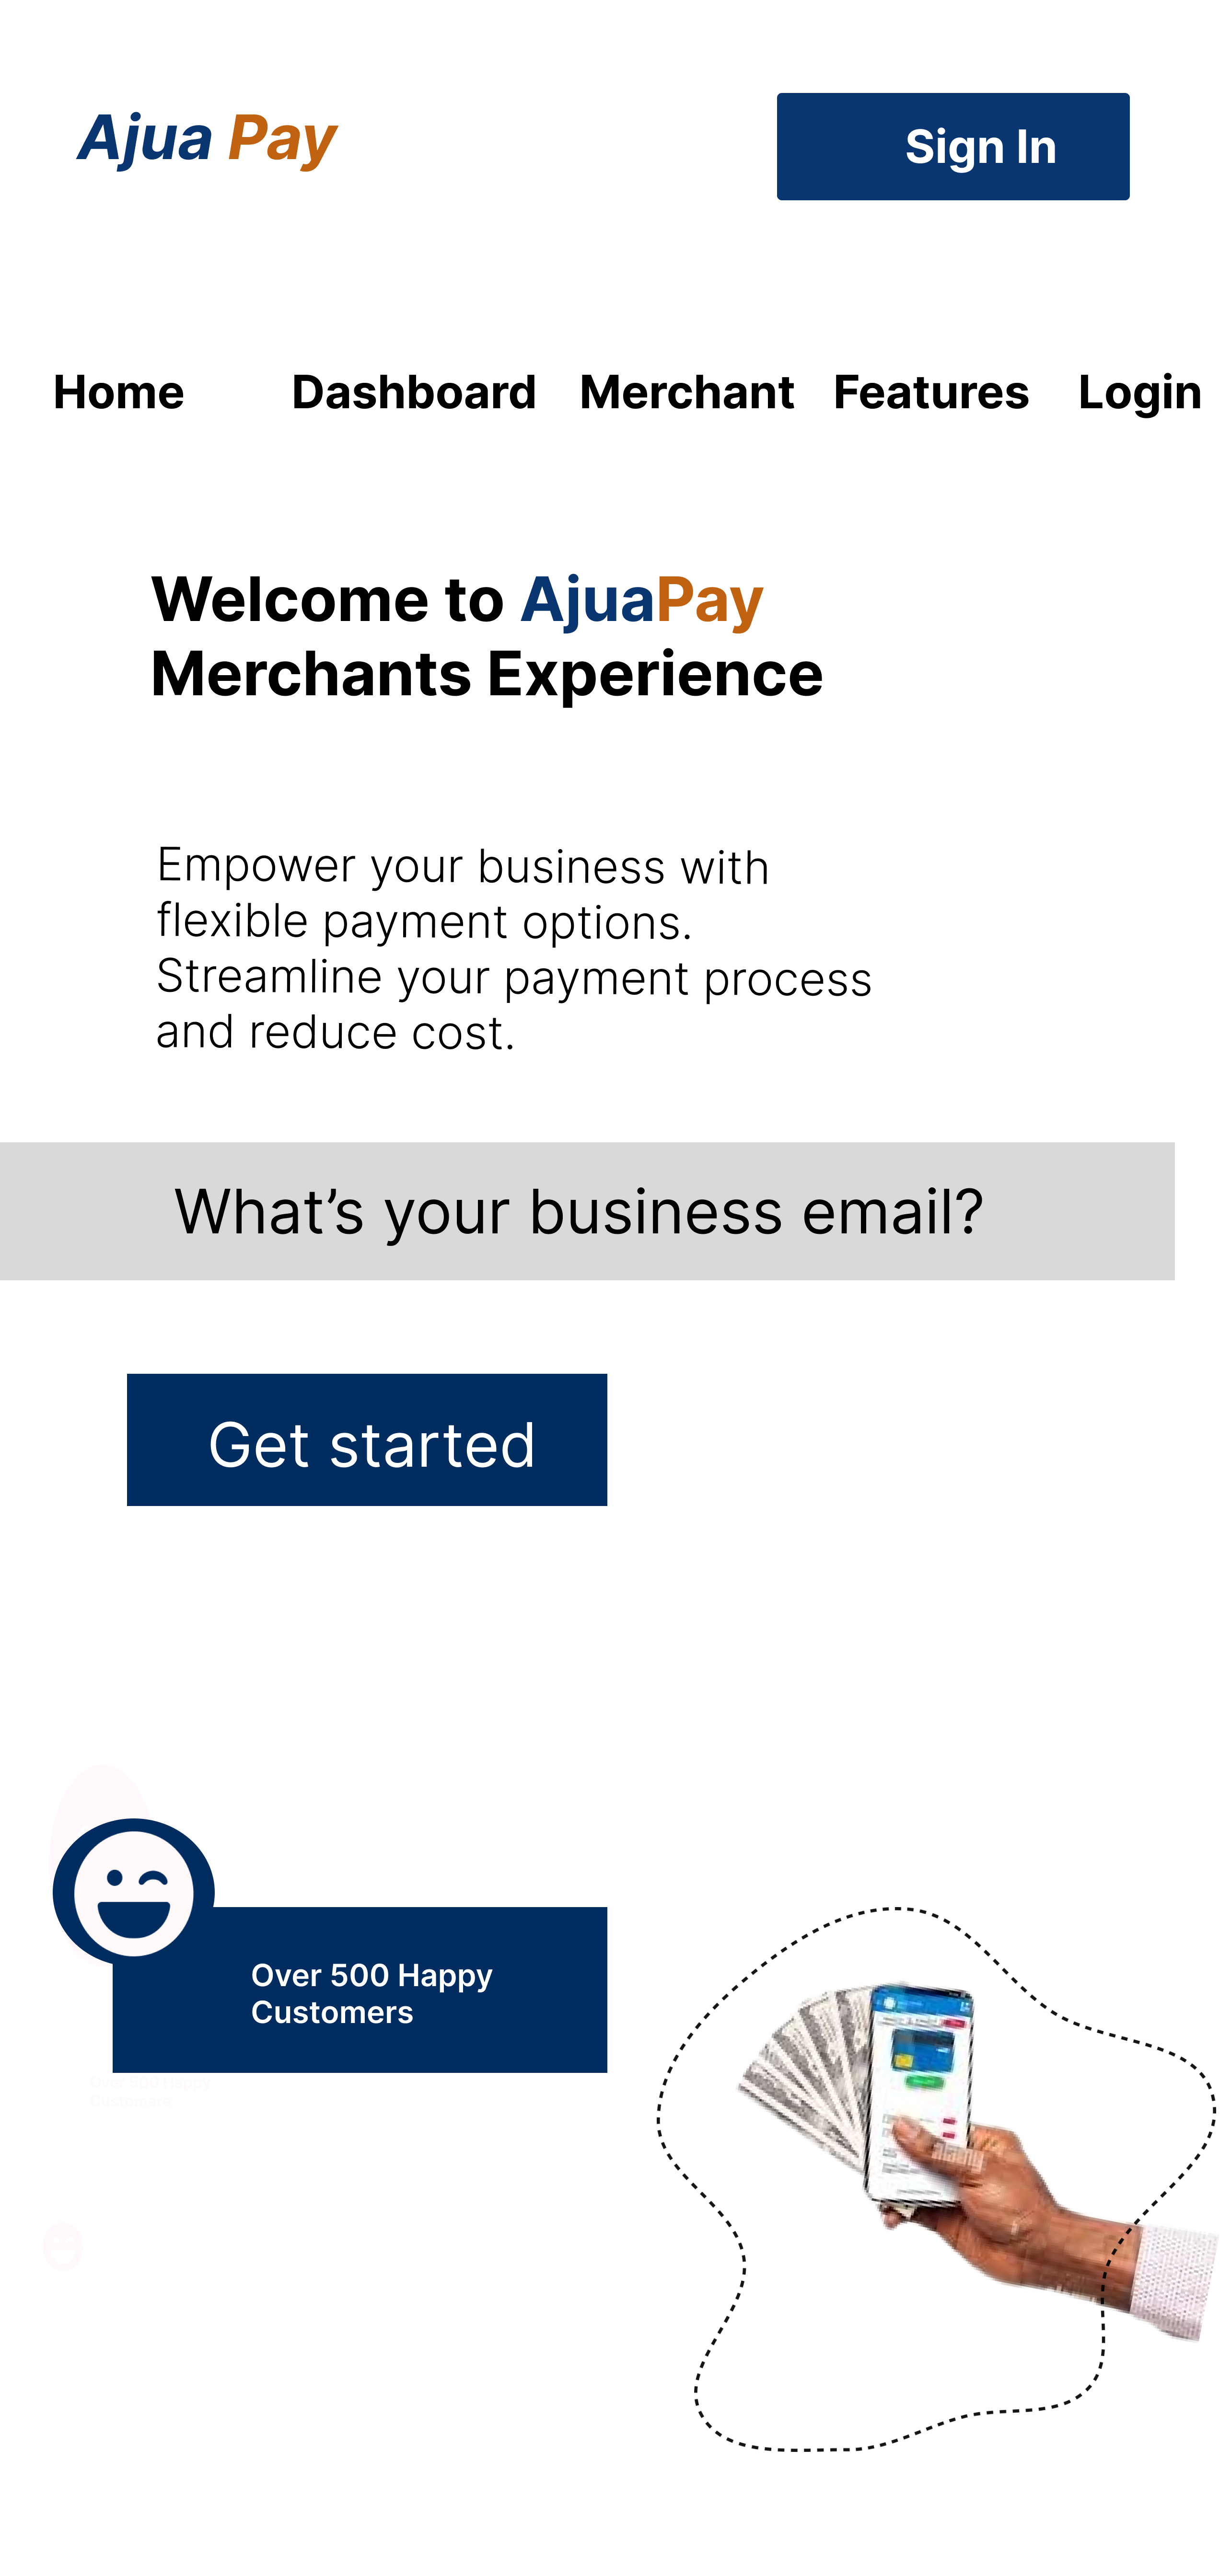 Ajua Pay
Sign In
Home Dashboard Merchant Features Login
Welcome to AjuaPay
Merchants Experience
Empower your business with
flexible payment options.
Streamline your payment process
and reduce cost.
What’s your business email?
Get started
Over 500 Happy
Customers